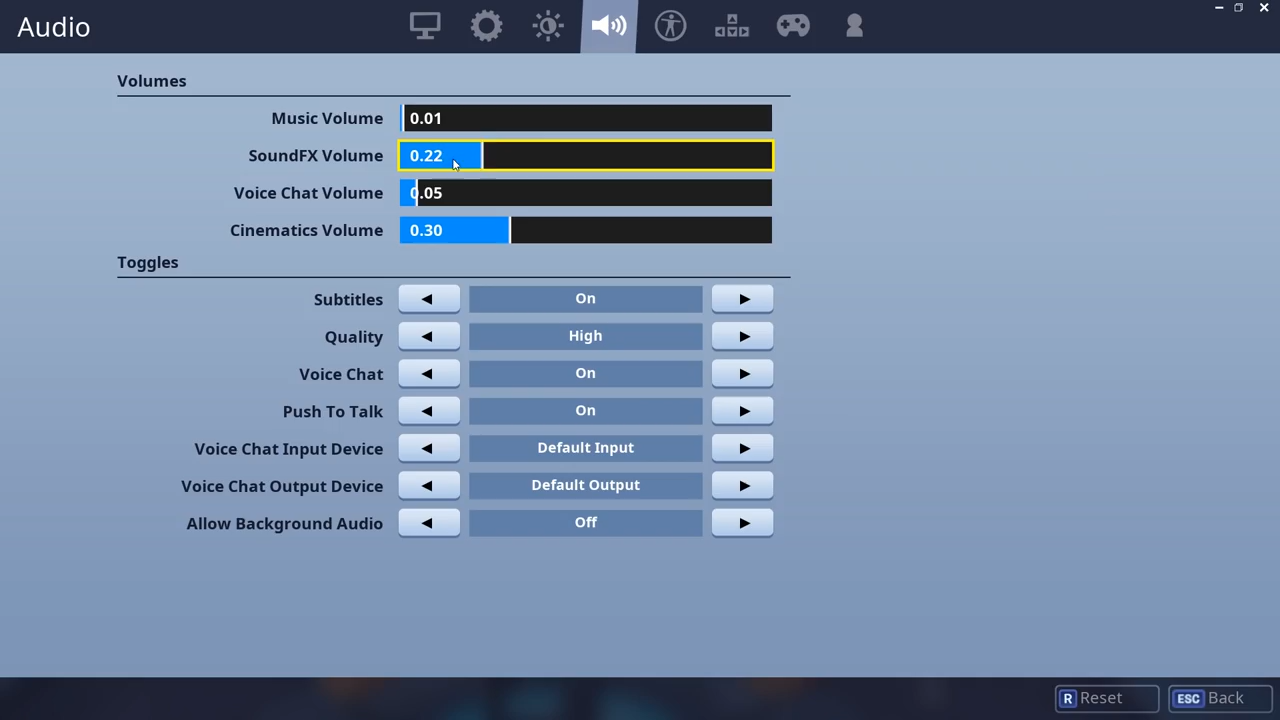 Audio
Volumes
Music Volume 0.01
SoundFX Volume 0.22
Voice Chat Volume 0.05
Cinematics Volume 0.30
Toggles
Subtitles On
Quality High
Voice Chat On
Push To Talk On
Voice Chat Input Device Default Input
Voice Chat Output Device Default Output
Allow Background Audio Off
R Reset ESC Back